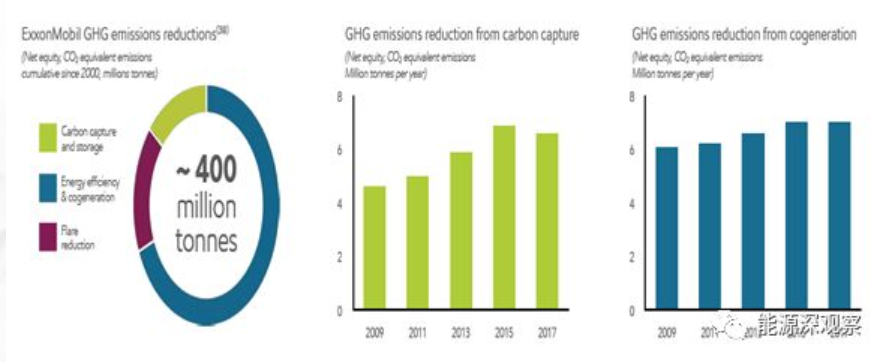 ExxonMobil GHG emissions reductions(38)
(Net equity, CO₂ equivalent emissions
cumulative since 2000, millions tonnes)
Carbon capture
and storage
Energy efficiency
& cogeneration
Flare
reduction
~ 400
million
tonnes
GHG emissions reduction from carbon capture
(Net equity, CO₂ equivalent emissions
Million tonnes per year)
8
6
4
2
0
2009 2011 2013 2015 2017
GHG emissions reduction from cogeneration
(Net equity, CO₂ equivalent emissions
Million tonnes per year)
8
6
4
2
0
2009
能源深观察